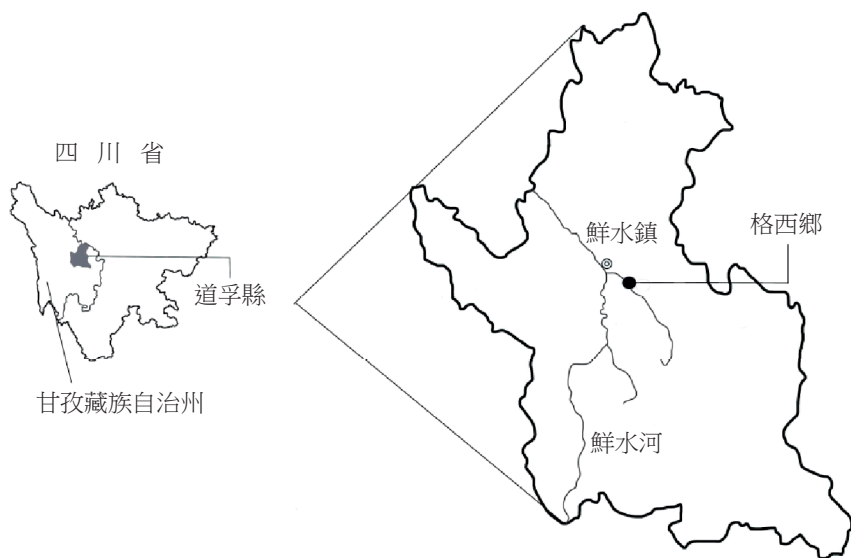 四川省
道孚縣
甘孜藏族自治州
鮮水鎮
格西鄉
鮮水河